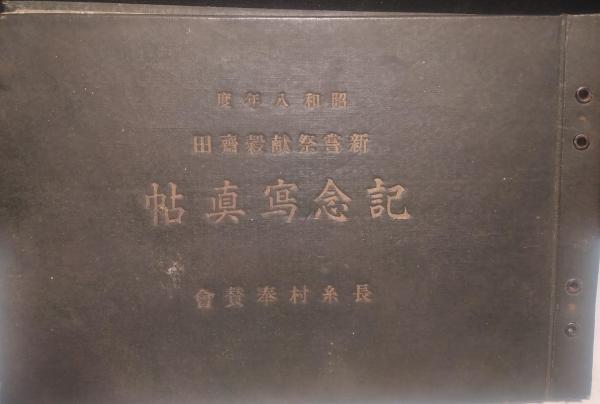 昭和八年度
新嘗祭献穀齋田
記念寫真帖
長糸村奉賛會